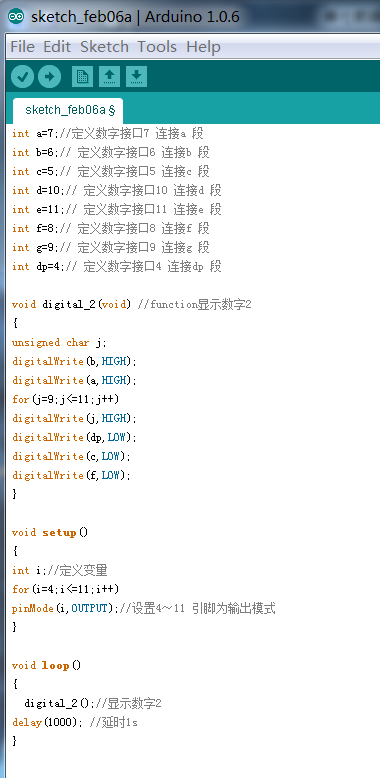 sketch_feb06a | Arduino 1.0.6
File Edit Sketch Tools Help
sketch_feb06a §
int a=7;//定义数字接口7 连接a 段
int b=6;// 定义数字接口6 连接b 段
int c=5;// 定义数字接口5 连接c 段
int d=10;// 定义数字接口10 连接d 段
int e=11;// 定义数字接口11 连接e 段
int f=8;// 定义数字接口8 连接f 段
int g=9;// 定义数字接口9 连接g 段
int dp=4;// 定义数字接口4 连接dp 段
void digital_2(void) //function显示数字2
{
unsigned char j;
digitalWrite(b,HIGH);
digitalWrite(a,HIGH);
for(j=9;j<=11;j++)
digitalWrite(j,HIGH);
digitalWrite(dp,LOW);
digitalWrite(c,LOW);
digitalWrite(f,LOW);
}
void setup()
{
int i;//定义变量
for(i=4;i<=11;i++)
pinMode(i,OUTPUT);//设置4～11 引脚为输出模式
}
void loop()
{
digital_2();//显示数字2
delay(1000); //延时1s
}